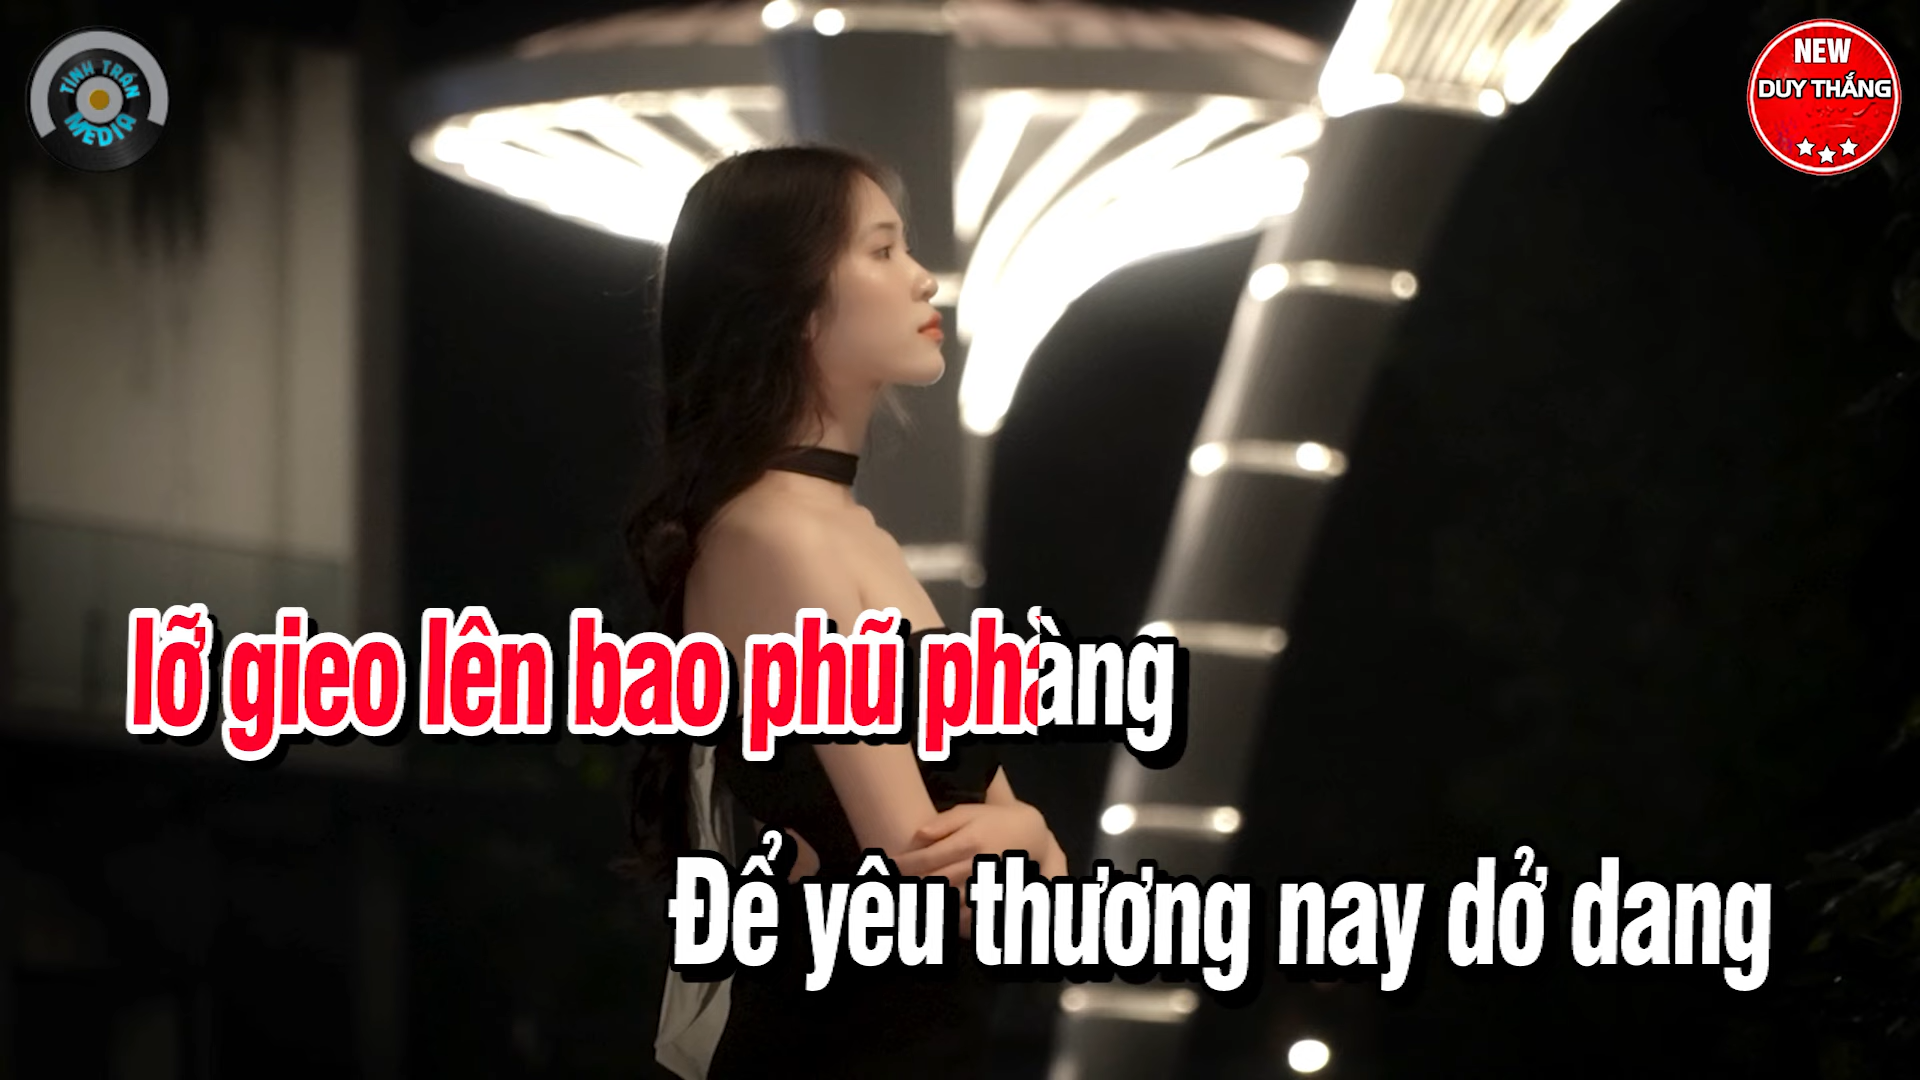 TÌNH TRẦN
MEDIA
NEW
DUY THẮNG
lỡ gieo lên bao phũ phàng
Để yêu thương nay dở dang